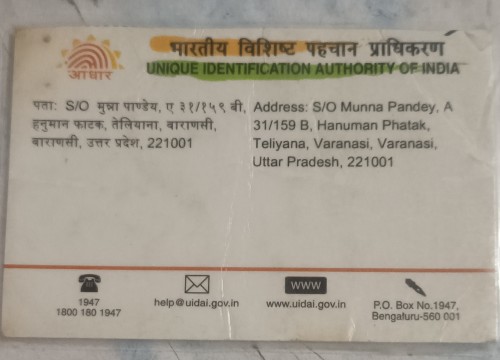 भारतीय विशिष्ट पहचान प्राधिकरण
UNIQUE IDENTIFICATION AUTHORITY OF INDIA
आधार
पता: S/O मुन्ना पाण्डेय, ए ३१/१५९ बी,
हनुमान फाटक, तेलियाना, बाराणसी,
बाराणसी, उत्तर प्रदेश, 221001
Address: S/O Munna Pandey, A
31/159 B, Hanuman Phatak,
Teliyana, Varanasi, Varanasi,
Uttar Pradesh, 221001
1947
1800 180 1947
help@uidai.gov.in
www
www.uidai.gov.in
P.O. Box No.1947,
Bengaluru-560 001